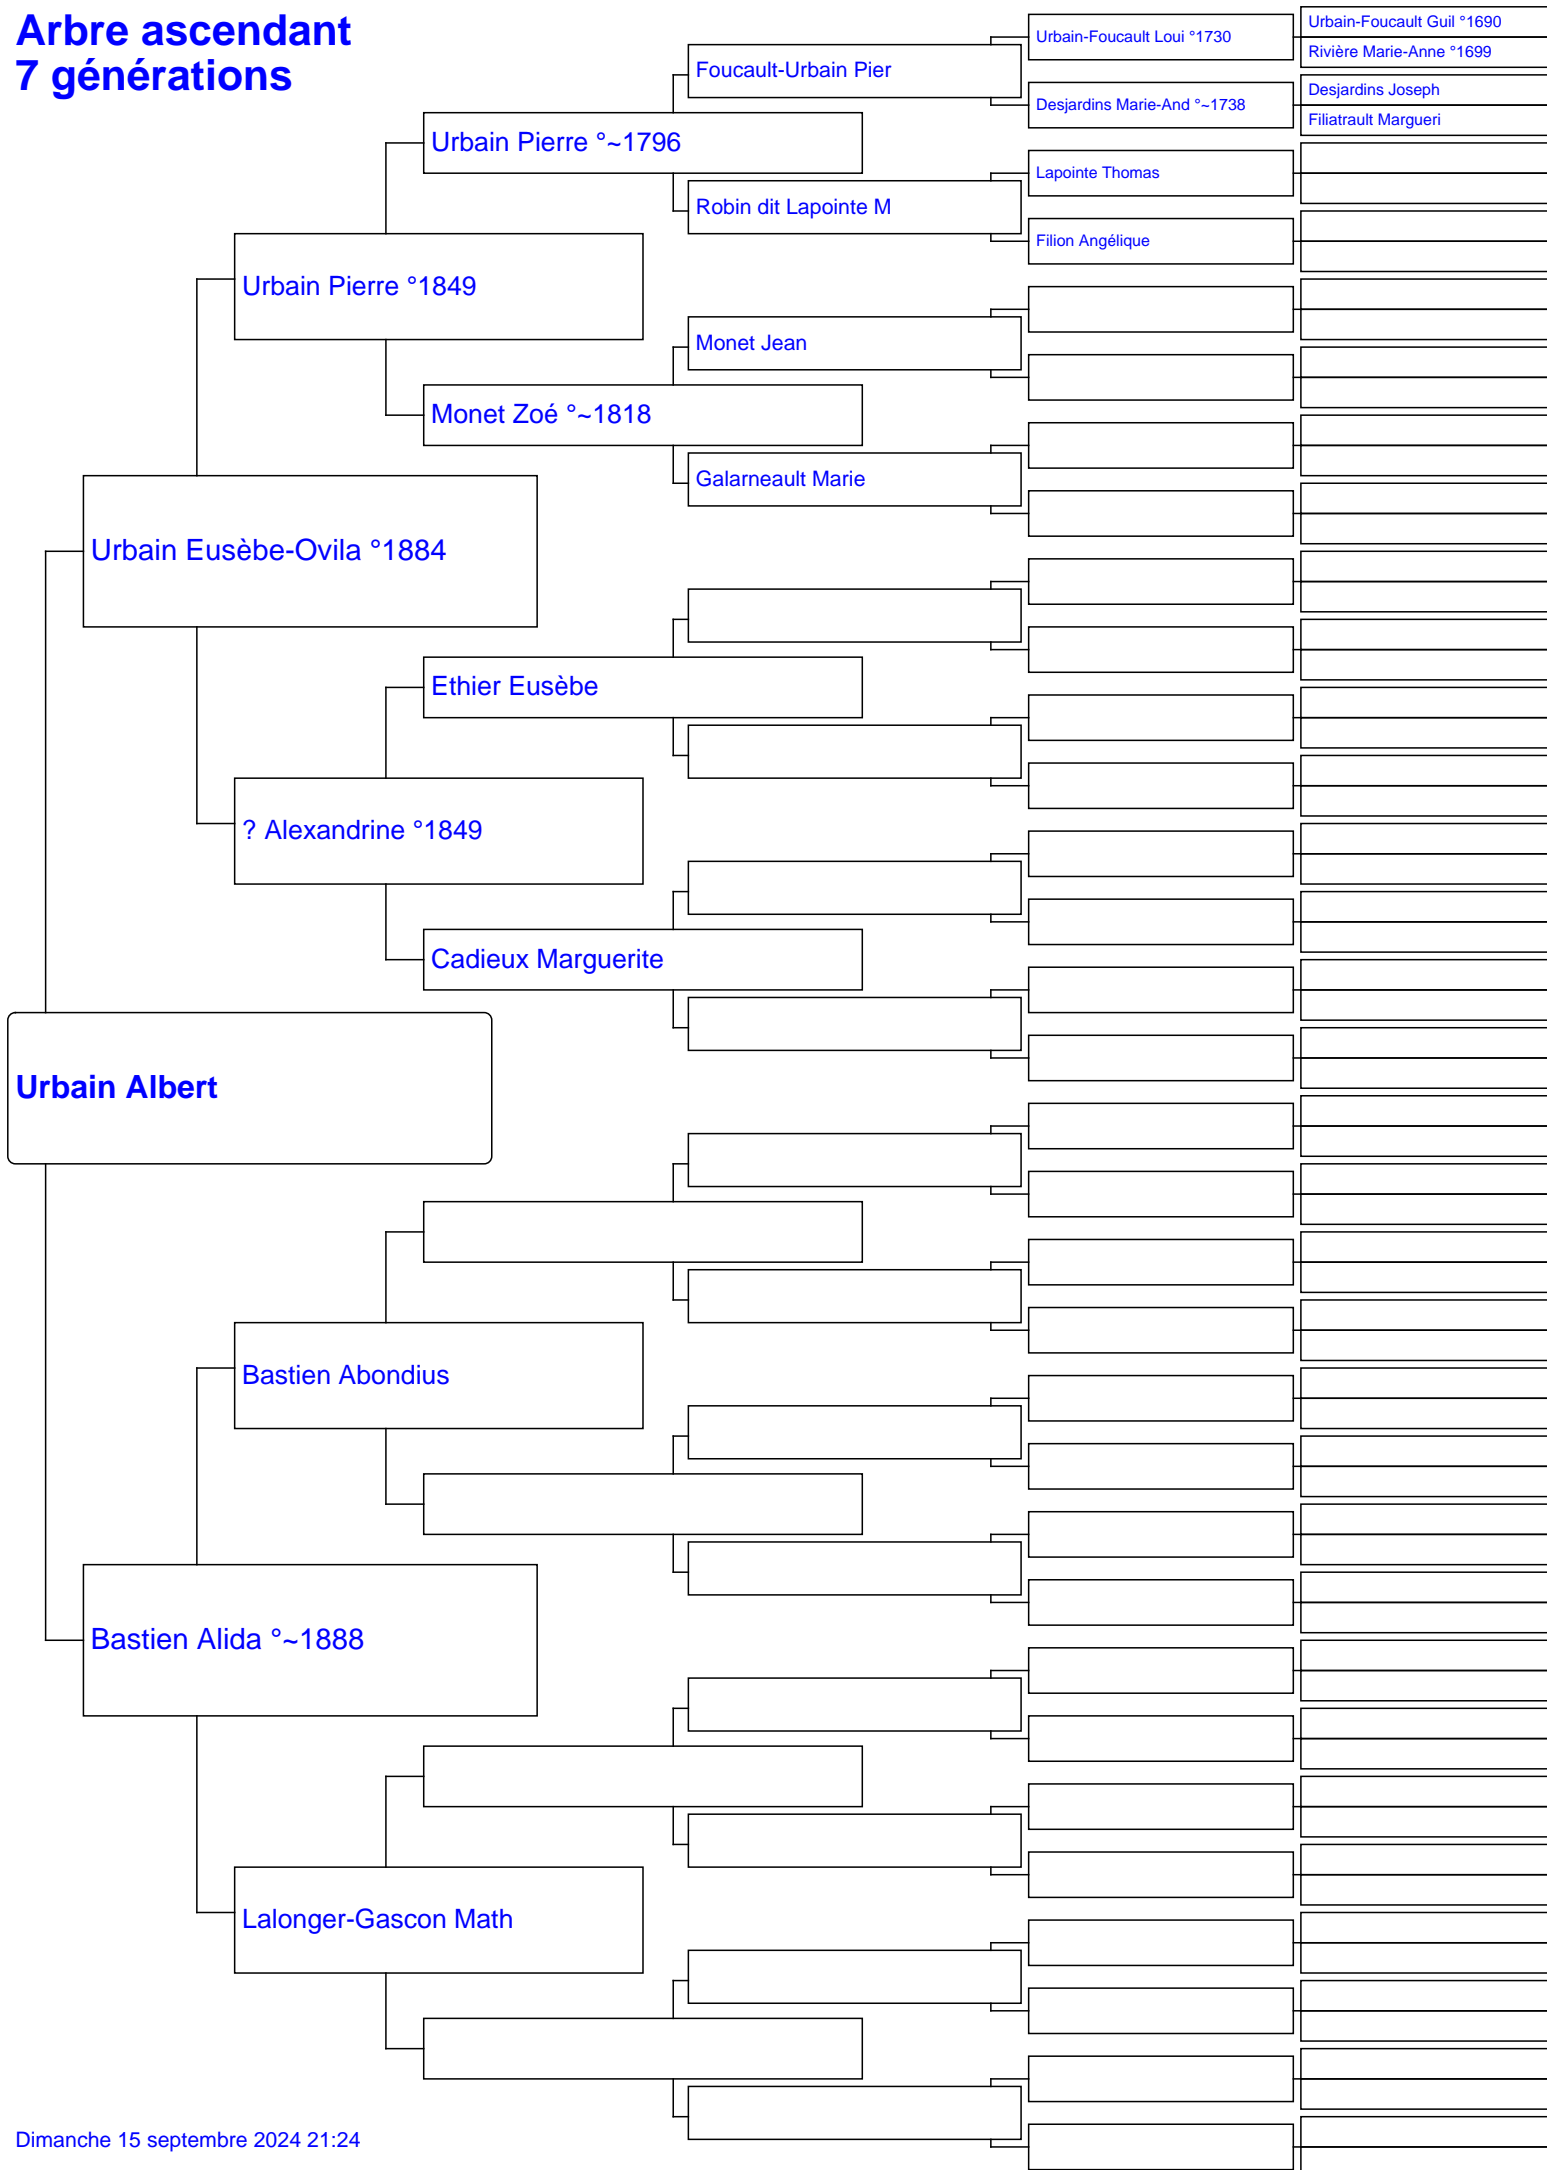 Arbre ascendant
7 générations
Urbain-Foucault Guil °1690
Urbain-Foucault Loui °1730
Rivière Marie-Anne °1699
Foucault-Urbain Pier
Desjardins Joseph
Desjardins Marie-And °~1738
Filiatrault Margueri
Urbain Pierre °~1796
Lapointe Thomas
Robin dit Lapointe M
Filion Angélique
Urbain Pierre °1849
Monet Jean
Monet Zoé °~1818
Galarneault Marie
Urbain Eusèbe-Ovila °1884
Ethier Eusèbe
? Alexandrine °1849
Cadieux Marguerite
Urbain Albert
Bastien Abondius
Bastien Alida °~1888
Lalonger-Gascon Math
Dimanche 15 septembre 2024 21:24